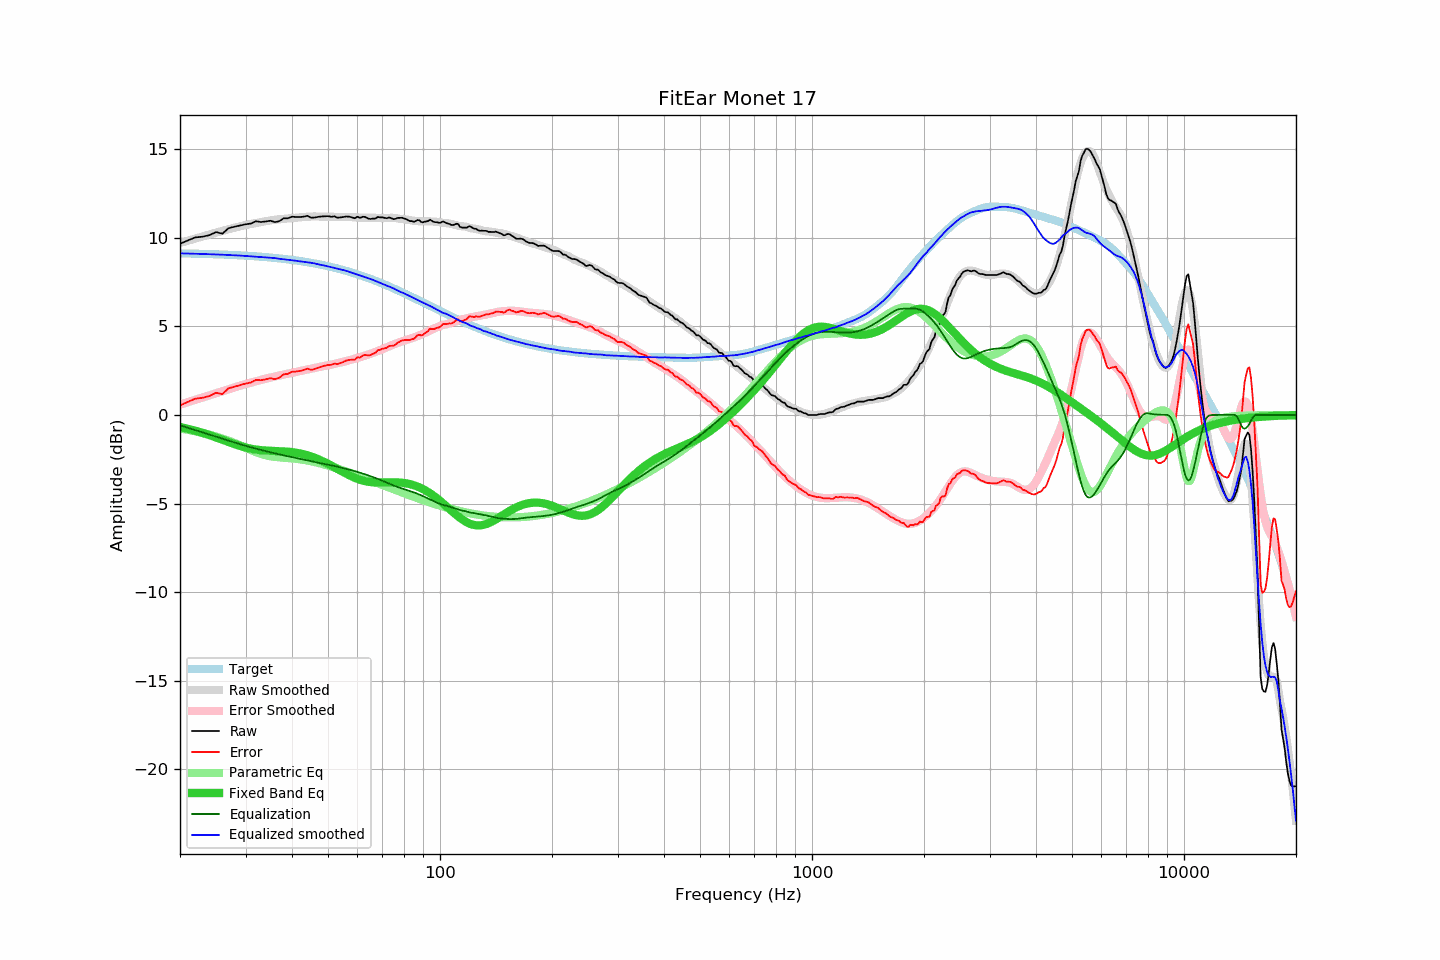 FitEar Monet 17
Amplitude (dBr)
15
10
5
0
−5
−10
−15
−20
Target
Raw Smoothed
Error Smoothed
Raw
Error
Parametric Eq
Fixed Band Eq
Equalization
Equalized smoothed
100
1000
10000
Frequency (Hz)